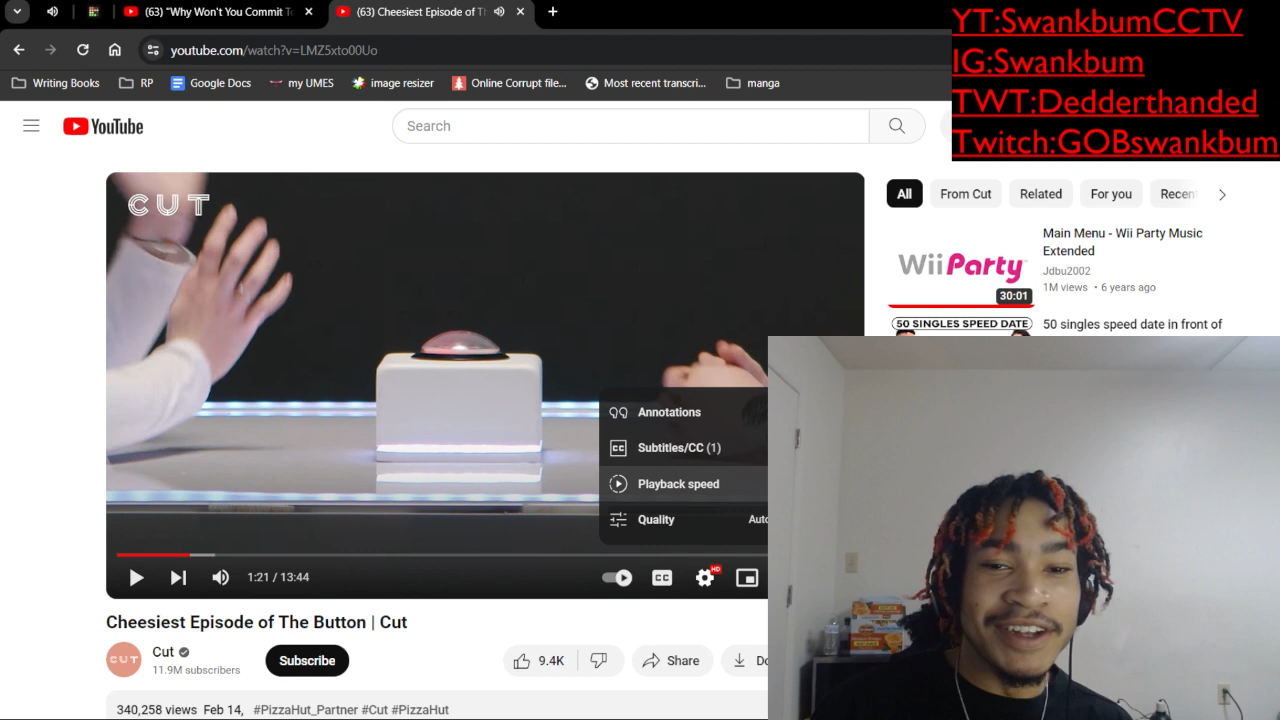 (63) "Why Won't You Commit To
(63) Cheesiest Episode of Th
youtube.com/watch?v=LMZ5xto00Uo
Writing Books
RP
Google Docs
my UMES
image resizer
Online Corrupt file...
Most recent transcri...
manga
YT:SwankbumCCTV
IG:Swankbum
TWT:Dedderthanded
Twitch:GOBswankbum
YouTube
Search
CUT
Annotations
Subtitles/CC (1)
Playback speed
Quality
Auto
1:21 / 13:44
CC
HD
Cheesiest Episode of The Button | Cut
CUT
Cut
11.9M subscribers
Subscribe
9.4K
Share
Do
340,258 views Feb 14, #PizzaHut_Partner #Cut #PizzaHut
All
From Cut
Related
For you
Recen
Wii Party
30:01
Main Menu - Wii Party Music
Extended
Jdbu2002
1M views • 6 years ago
50 SINGLES SPEED DATE
50 singles speed date in front of